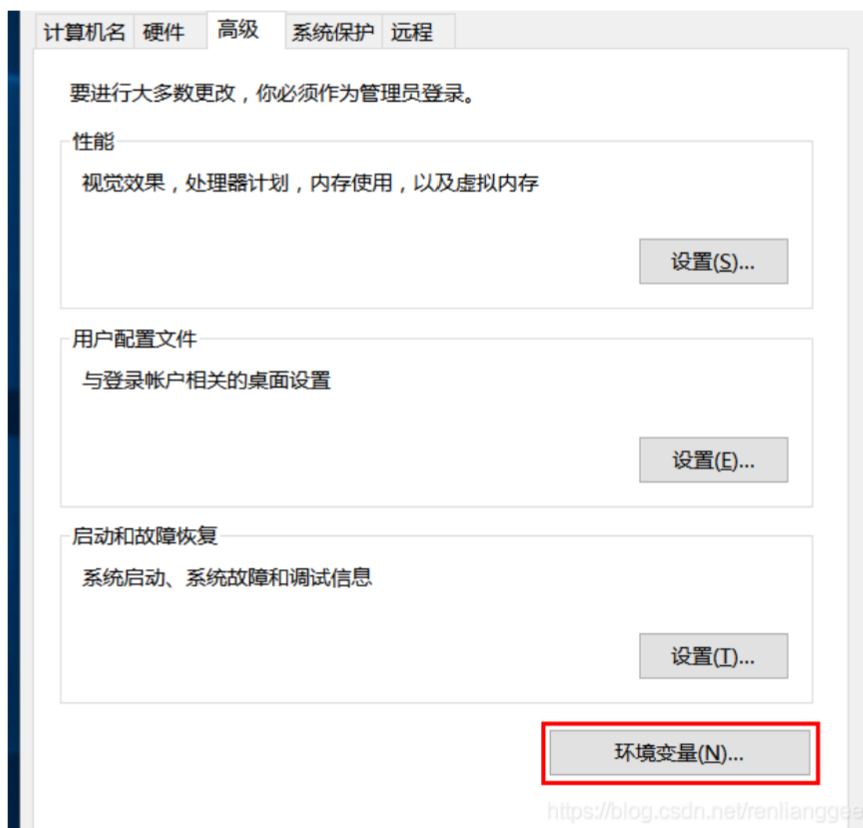 计算机名 硬件 高级 系统保护 远程
要进行大多数更改，你必须作为管理员登录。
性能
视觉效果，处理器计划，内存使用，以及虚拟内存
设置(S)...
用户配置文件
与登录帐户相关的桌面设置
设置(E)...
启动和故障恢复
系统启动、系统故障和调试信息
设置(T)...
环境变量(N)...
https://blog.csdn.net/renlianggee